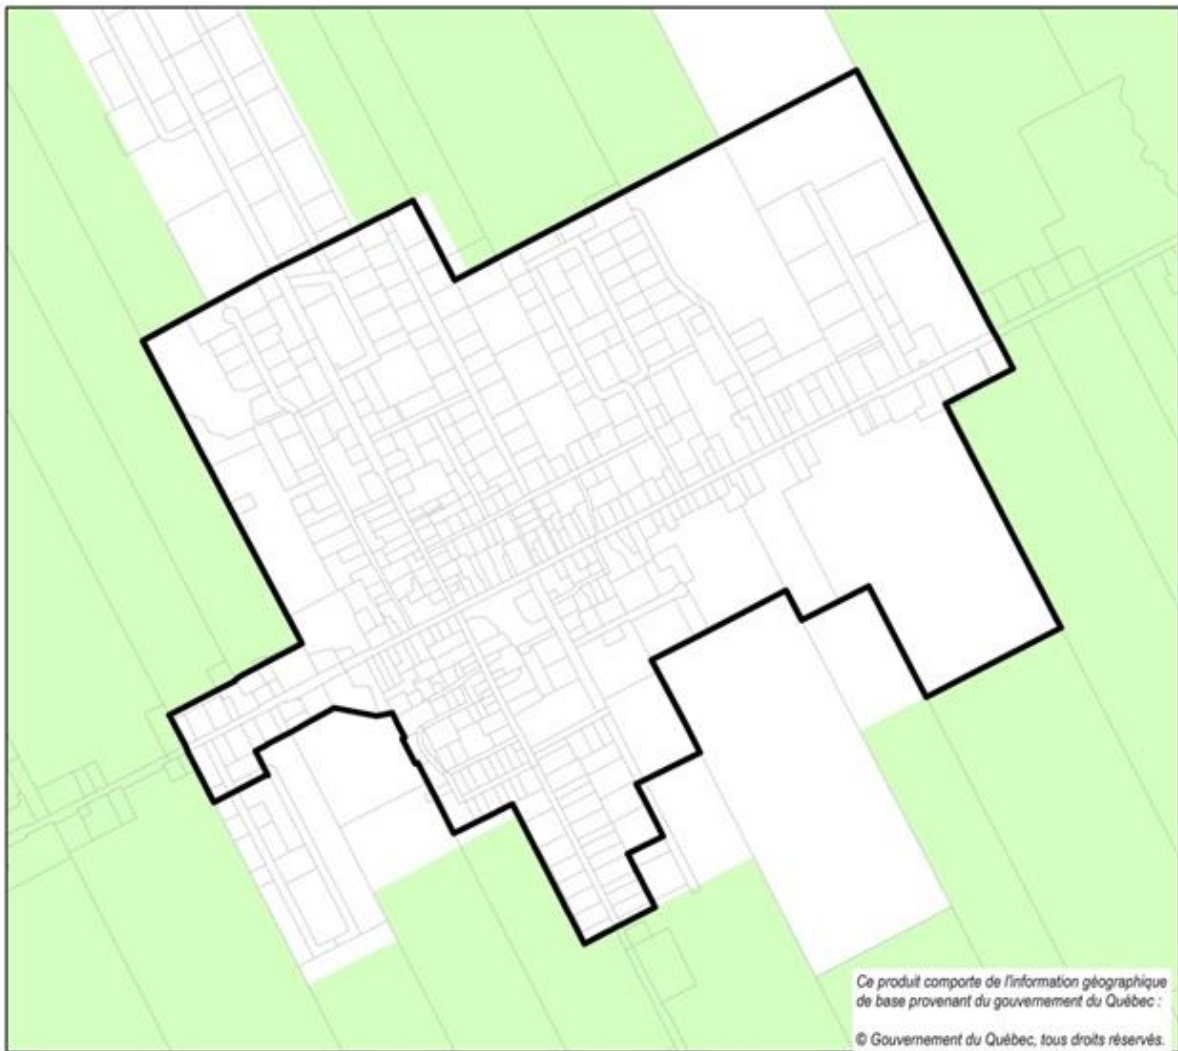 Ce produit comporte de l'information géographique
de base provenant du gouvernement du Québec :
© Gouvernement du Québec, tous droits réservés.